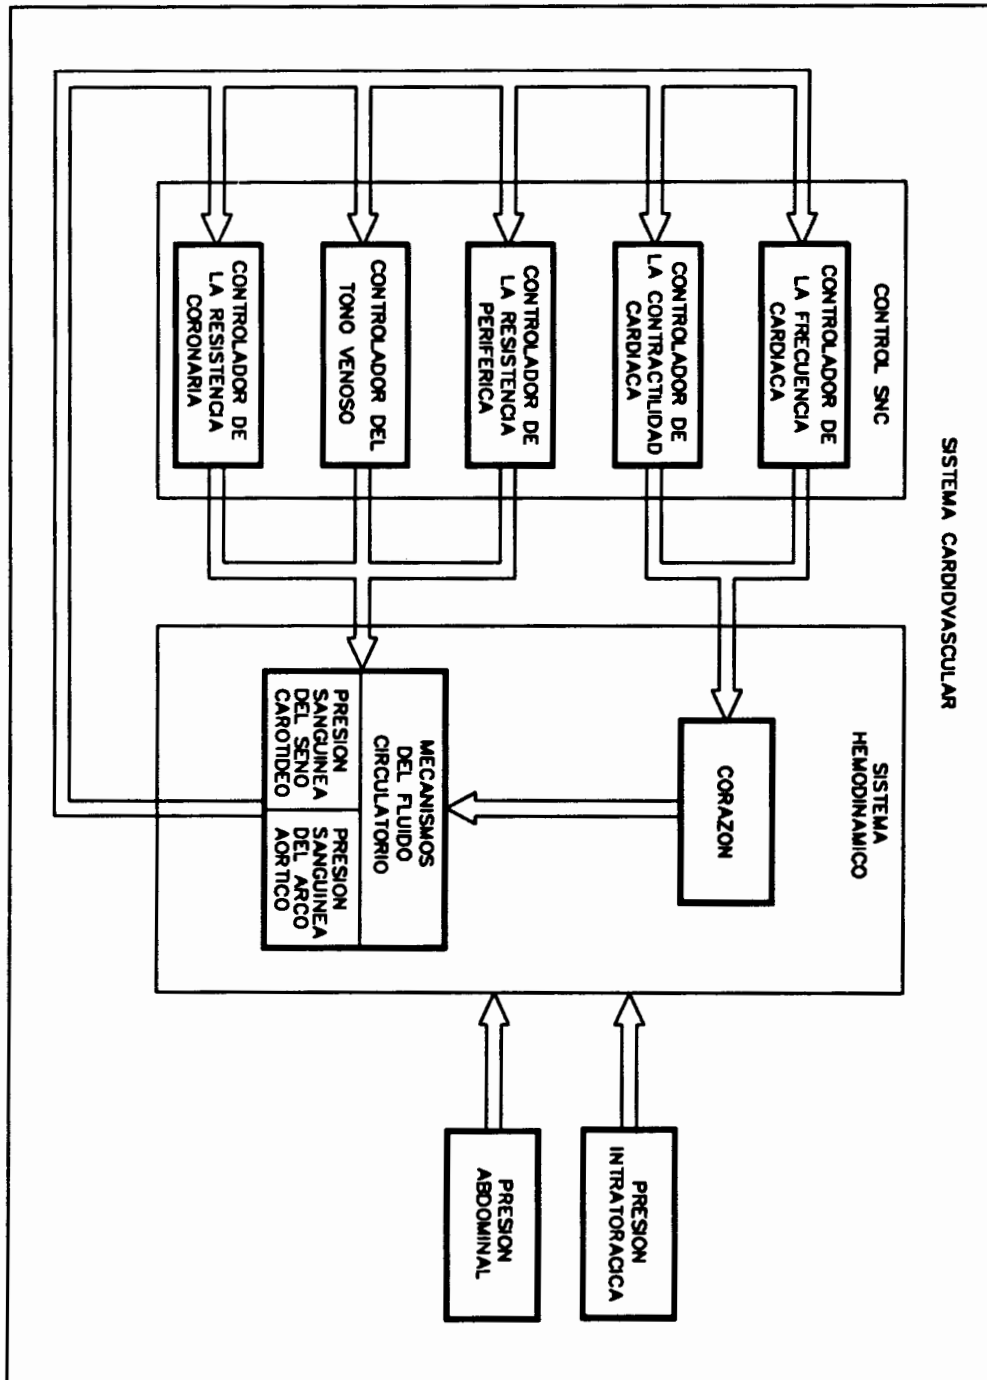 SISTEMA CARDIOVASCULAR
CONTROL SNC
CONTROLADOR DE
LA FRECUENCIA
CARDIACA
CONTROLADOR DE
LA CONTRACTILIDAD
CARDIACA
CONTROLADOR DE
LA RESISTENCIA
PERIFERICA
CONTROLADOR DEL
TONO VENOSO
CONTROLADOR DE
LA RESISTENCIA
CORONARIA
SISTEMA
HEMODINAMICO
CORAZON
MECANISMOS
DEL FLUIDO
CIRCULATORIO
PRESION
SANGUINEA
DEL SENO
CAROTIDEO
PRESION
SANGUINEA
DEL ARCO
AORTICO
PRESION
INTRATORACICA
PRESION
ABDOMINAL